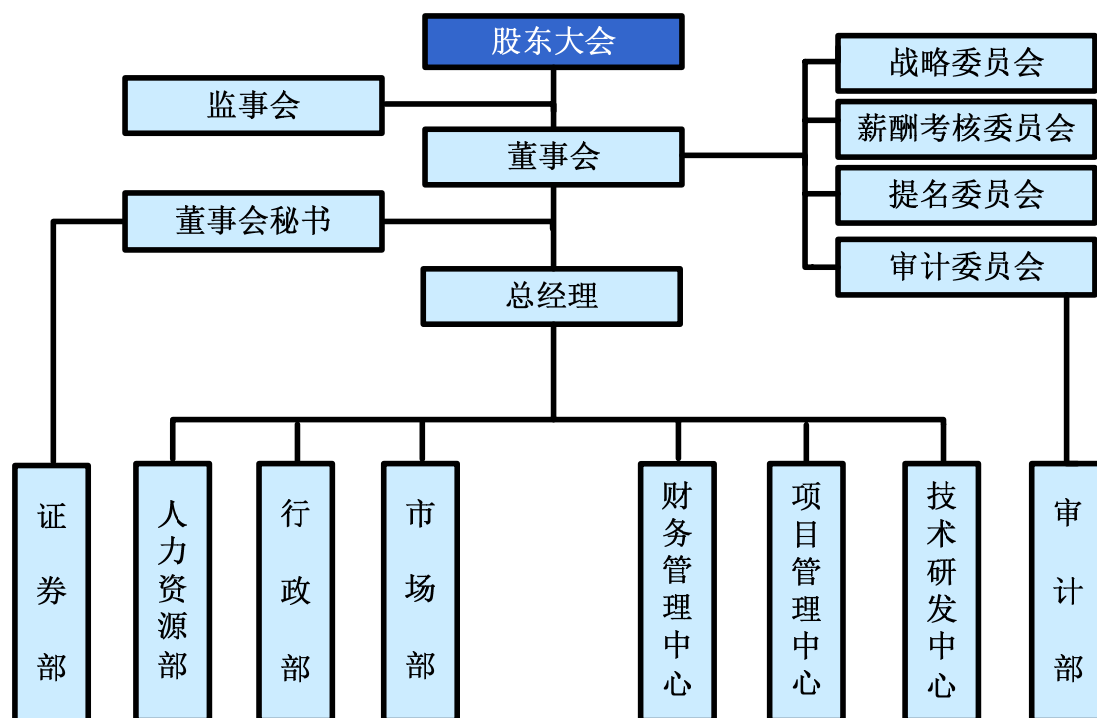 股东大会
战略委员会
监事会
薪酬考核委员会
董事会
提名委员会
董事会秘书
审计委员会
总经理
证券部
人力资源部
行政部
市场部
财务管理中心
项目管理中心
技术研发中心
审计部